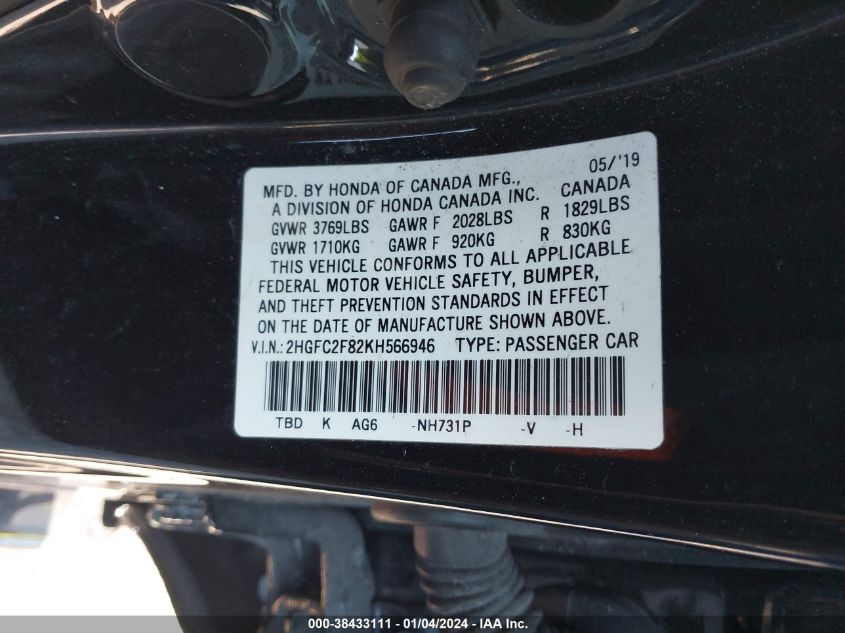 05/'19
MFD. BY HONDA OF CANADA MFG., CANADA
A DIVISION OF HONDA CANADA INC.
GVWR 3769LBS GAWR F 2028LBS R 1829LBS
GVWR 1710KG GAWR F 920KG R 830KG
THIS VEHICLE CONFORMS TO ALL APPLICABLE
FEDERAL MOTOR VEHICLE SAFETY, BUMPER,
AND THEFT PREVENTION STANDARDS IN EFFECT
ON THE DATE OF MANUFACTURE SHOWN ABOVE.
V.I.N.: 2HGFC2F82KH566946 TYPE: PASSENGER CAR
TBD K AG6 -NH731P -V -H
000-38433111 - 01/04/2024 - IAA Inc.